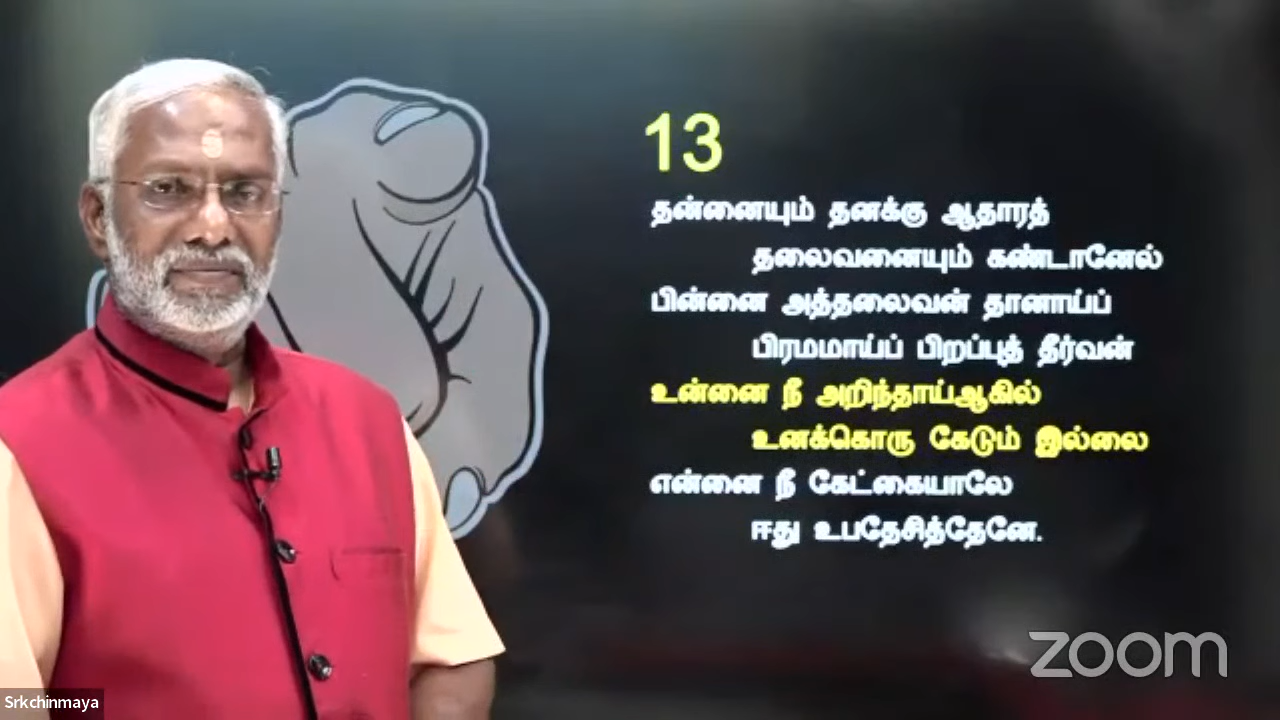 13
தன்னையும் தனக்கு ஆதாரத்
தலைவனையும் கண்டானேல்
பின்னை அத்தலைவன் தானாய்ப்
பிரமமாய்ப் பிறப்புத் தீர்வன்
உன்னை நீ அறிந்தாய்ஆகில்
உனக்கொரு கேடும் இல்லை
என்னை நீ கேட்கையாலே
ஈது உபதேசித்தேனே.
zoom
Srkchinmaya